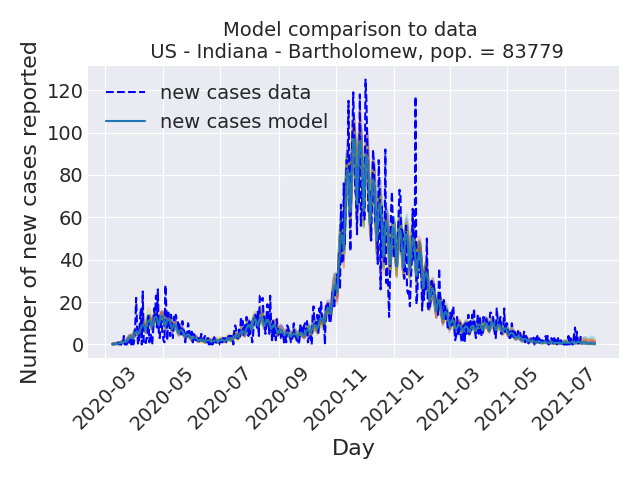 Model comparison to data
US - Indiana - Bartholomew, pop. = 83779
Number of new cases reported
120
100
80
60
40
20
0
new cases data
new cases model
2020-03
2020-05
2020-07
2020-09
2020-11
2021-01
2021-03
2021-05
2021-07
Day